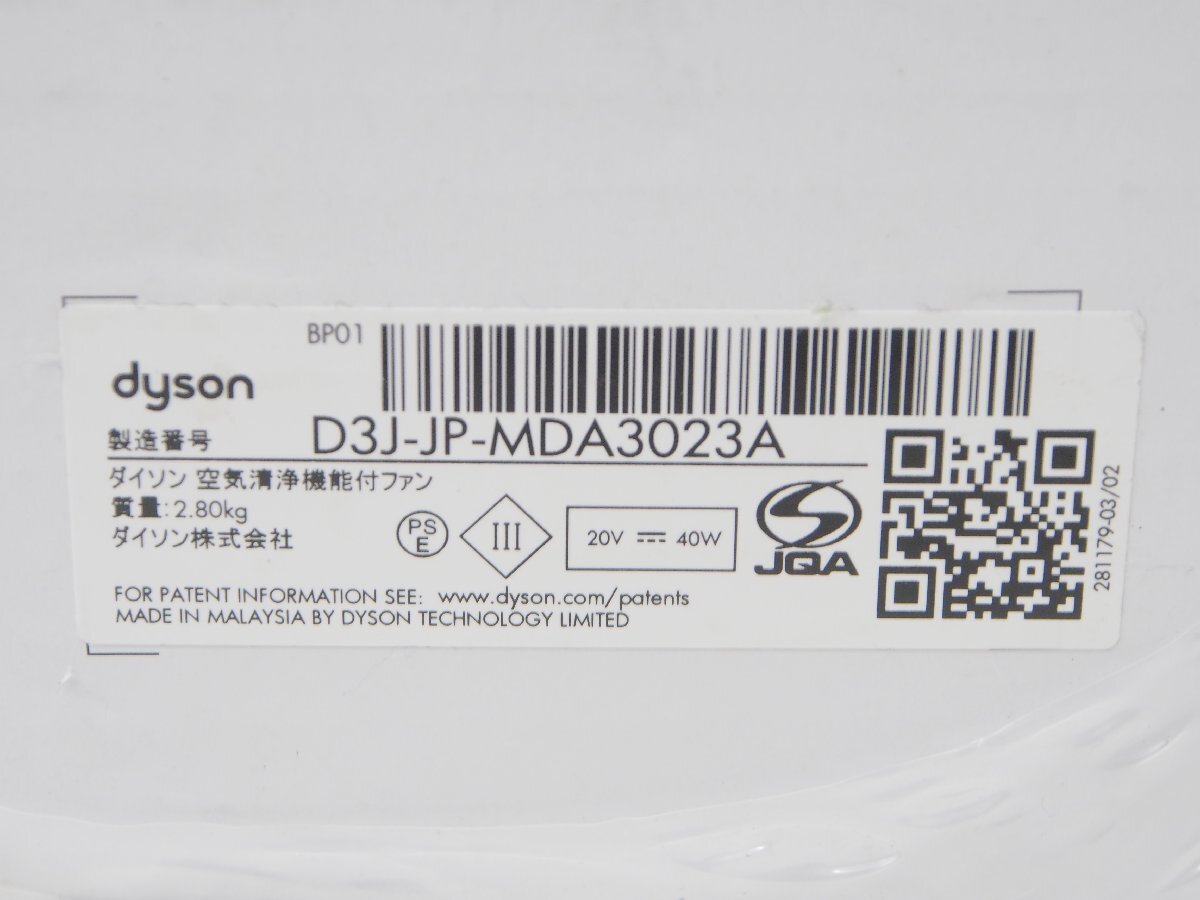 BP01
dyson
製造番号 D3J-JP-MDA3023A
ダイソン 空気清浄機能付ファン
質量:2.80kg
ダイソン株式会社
PS
E
III
20V ⎓ 40W
JQA
281179-03/02
FOR PATENT INFORMATION SEE: www.dyson.com/patents
MADE IN MALAYSIA BY DYSON TECHNOLOGY LIMITED